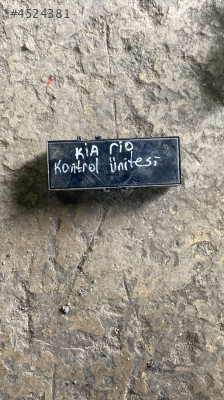 #4524381
KiA rio
Kontrol ünitesi